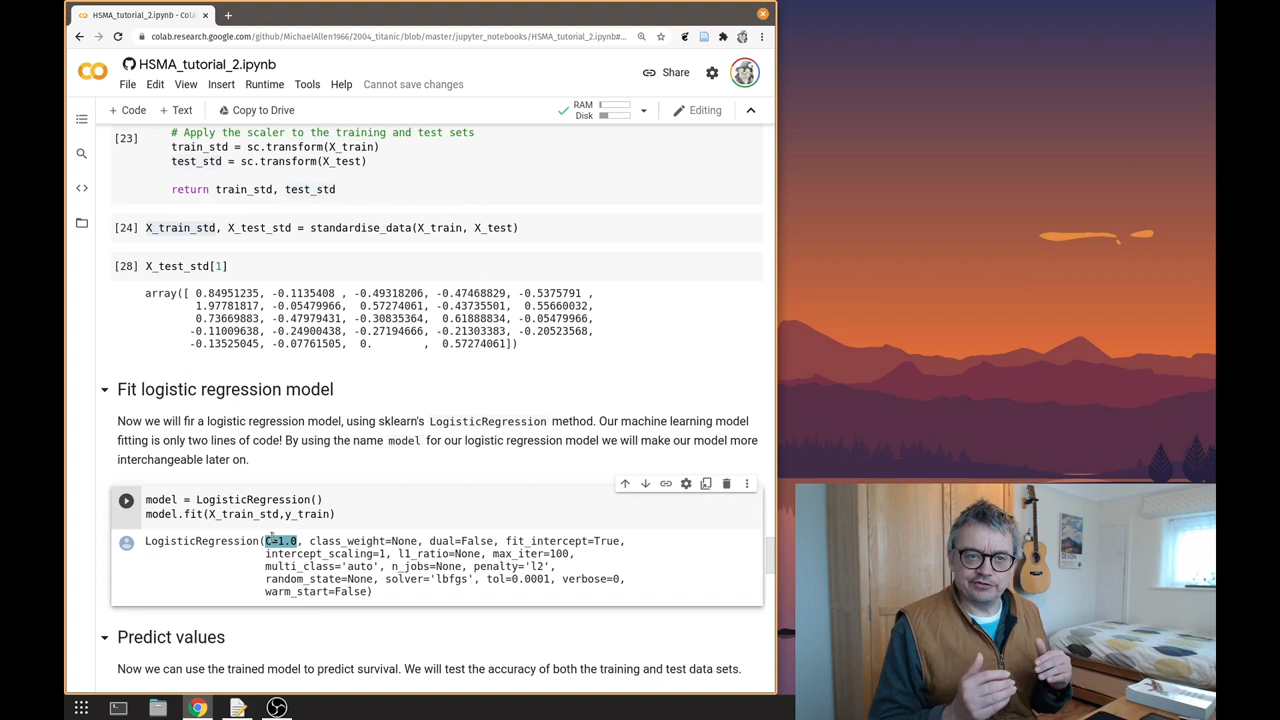 HSMA_tutorial_2.ipynb - Colab
colab.research.google.com/github/MichaelAllen1966/2004_titanic/blob/master/jupyter_notebooks/HSMA_tutorial_2.ipynb#...
HSMA_tutorial_2.ipynb
Share
File Edit View Insert Runtime Tools Help Cannot save changes
+ Code + Text Copy to Drive RAM Disk Editing
[23] # Apply the scaler to the training and test sets
train_std = sc.transform(X_train)
test_std = sc.transform(X_test)
return train_std, test_std
[24] X_train_std, X_test_std = standardise_data(X_train, X_test)
[28] X_test_std[1]
array([ 0.84951235, -0.1135408 , -0.49318206, -0.47468829, -0.5375791 ,
1.97781817, -0.05479966, 0.57274061, -0.43735501, 0.55660032,
0.73669883, -0.47979431, -0.30835364, 0.61888834, -0.05479966,
-0.11009638, -0.24900438, -0.27194666, -0.21303383, -0.20523568,
-0.13525045, -0.07761505, 0. , 0.57274061])
Fit logistic regression model
Now we will fir a logistic regression model, using sklearn's LogisticRegression method. Our machine learning model
fitting is only two lines of code! By using the name model for our logistic regression model we will make our model more
interchangeable later on.
model = LogisticRegression()
model.fit(X_train_std,y_train)
LogisticRegression(C=1.0, class_weight=None, dual=False, fit_intercept=True,
intercept_scaling=1, l1_ratio=None, max_iter=100,
multi_class='auto', n_jobs=None, penalty='l2',
random_state=None, solver='lbfgs', tol=0.0001, verbose=0,
warm_start=False)
Predict values
Now we can use the trained model to predict survival. We will test the accuracy of both the training and test data sets.